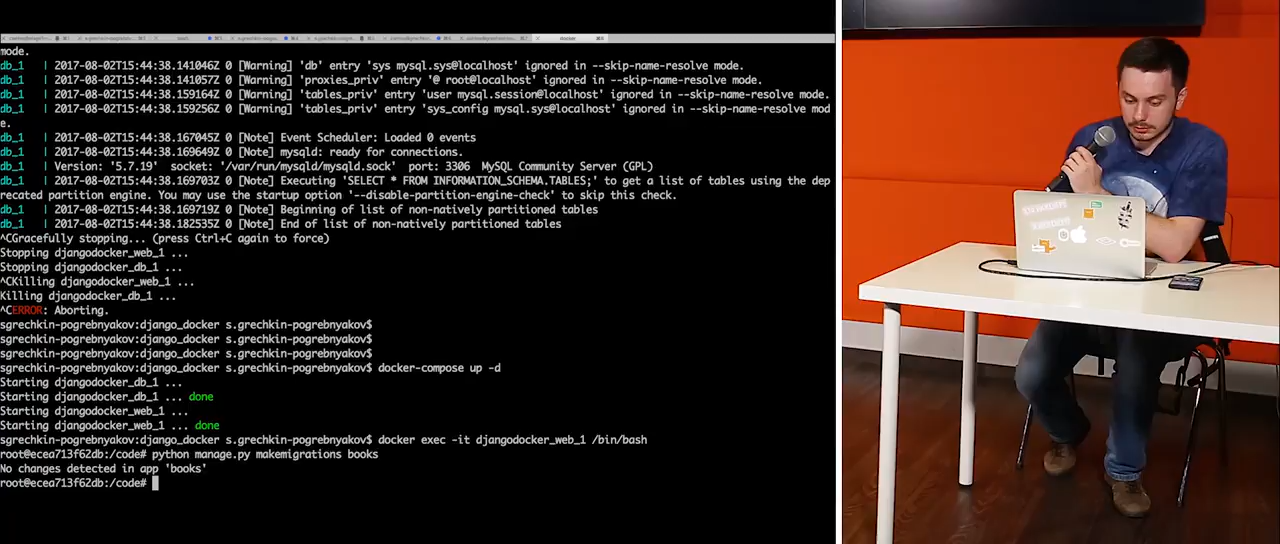 mode.
db_1 | 2017-08-02T15:44:38.141046Z 0 [Warning] 'db' entry 'sys mysql.sys@localhost' ignored in --skip-name-resolve mode.
db_1 | 2017-08-02T15:44:38.141057Z 0 [Warning] 'proxies_priv' entry '@ root@localhost' ignored in --skip-name-resolve mode.
db_1 | 2017-08-02T15:44:38.159164Z 0 [Warning] 'tables_priv' entry 'user mysql.session@localhost' ignored in --skip-name-resolve mode.
db_1 | 2017-08-02T15:44:38.159256Z 0 [Warning] 'tables_priv' entry 'sys_config mysql.sys@localhost' ignored in --skip-name-resolve mod
e.
db_1 | 2017-08-02T15:44:38.167045Z 0 [Note] Event Scheduler: Loaded 0 events
db_1 | 2017-08-02T15:44:38.169649Z 0 [Note] mysqld: ready for connections.
db_1 | Version: '5.7.19' socket: '/var/run/mysqld/mysqld.sock' port: 3306 MySQL Community Server (GPL)
db_1 | 2017-08-02T15:44:38.169703Z 0 [Note] Executing 'SELECT * FROM INFORMATION_SCHEMA.TABLES;' to get a list of tables using the dep
recated partition engine. You may use the startup option '--disable-partition-engine-check' to skip this check.
db_1 | 2017-08-02T15:44:38.169719Z 0 [Note] Beginning of list of non-natively partitioned tables
db_1 | 2017-08-02T15:44:38.182535Z 0 [Note] End of list of non-natively partitioned tables
^CGracefully stopping... (press Ctrl+C again to force)
Stopping djangodocker_web_1 ...
Stopping djangodocker_db_1 ...
^CKilling djangodocker_web_1 ...
Killing djangodocker_db_1 ...
^CERROR: Aborting.
sgrechkin-pogrebnyakov:django_docker s.grechkin-pogrebnyakov$
sgrechkin-pogrebnyakov:django_docker s.grechkin-pogrebnyakov$
sgrechkin-pogrebnyakov:django_docker s.grechkin-pogrebnyakov$
sgrechkin-pogrebnyakov:django_docker s.grechkin-pogrebnyakov$ docker-compose up -d
Starting djangodocker_db_1 ...
Starting djangodocker_db_1 ... done
Starting djangodocker_web_1 ...
Starting djangodocker_web_1 ... done
sgrechkin-pogrebnyakov:django_docker s.grechkin-pogrebnyakov$ docker exec -it djangodocker_web_1 /bin/bash
root@ecea713f62db:/code# python manage.py makemigrations books
No changes detected in app 'books'
root@ecea713f62db:/code#